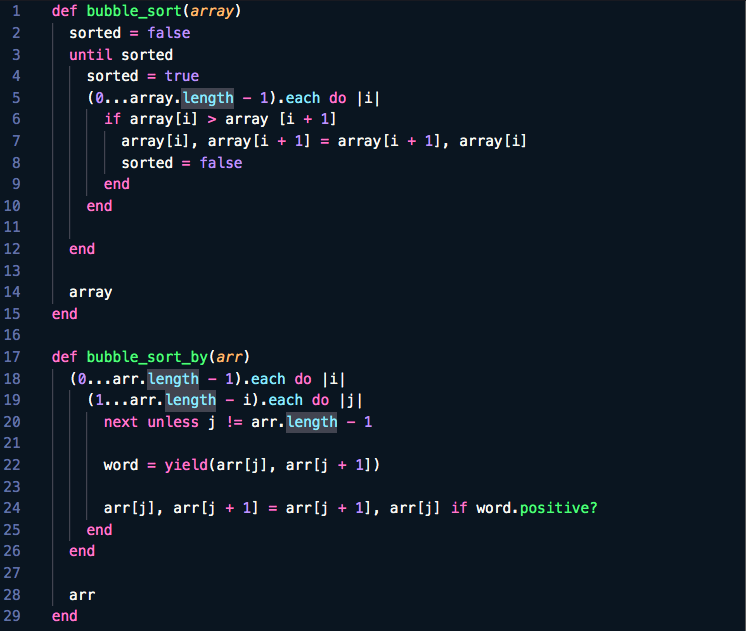 1 def bubble_sort(array)
2 sorted = false
3 until sorted
4 sorted = true
5 (0...array.length - 1).each do |i|
6 if array[i] > array [i + 1]
7 array[i], array[i + 1] = array[i + 1], array[i]
8 sorted = false
9 end
10 end
11
12 end
13
14 array
15 end
16
17 def bubble_sort_by(arr)
18 (0...arr.length - 1).each do |i|
19 (1...arr.length - i).each do |j|
20 next unless j != arr.length - 1
21
22 word = yield(arr[j], arr[j + 1])
23
24 arr[j], arr[j + 1] = arr[j + 1], arr[j] if word.positive?
25 end
26 end
27
28 arr
29 end